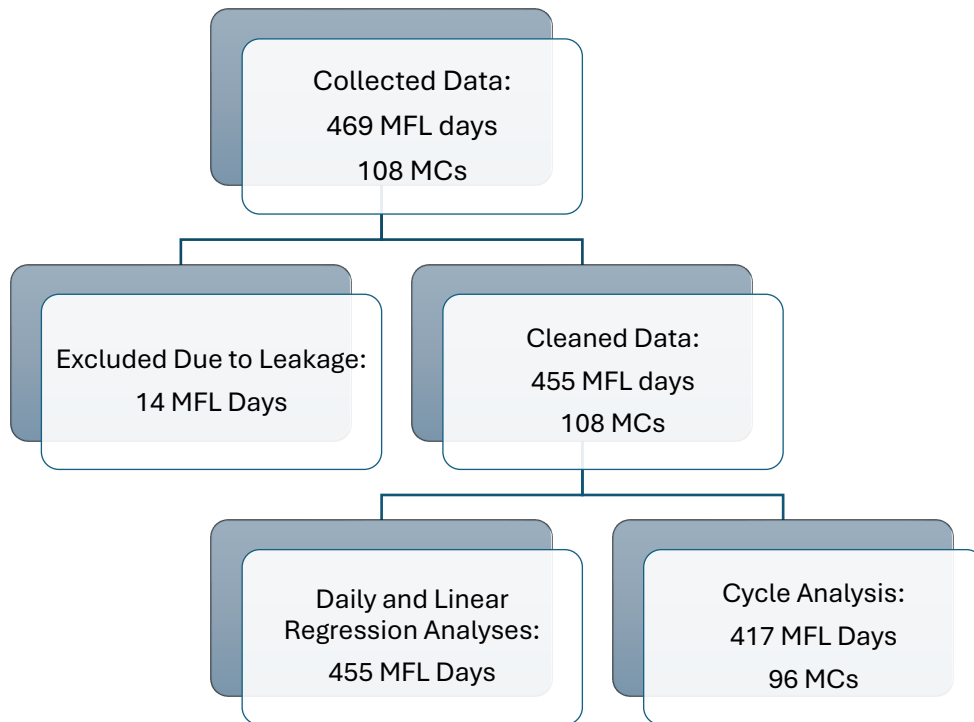 Collected Data:
469 MFL days
108 MCs
Excluded Due to Leakage:
14 MFL Days
Cleaned Data:
455 MFL days
108 MCs
Daily and Linear
Regression Analyses:
455 MFL Days
Cycle Analysis:
417 MFL Days
96 MCs